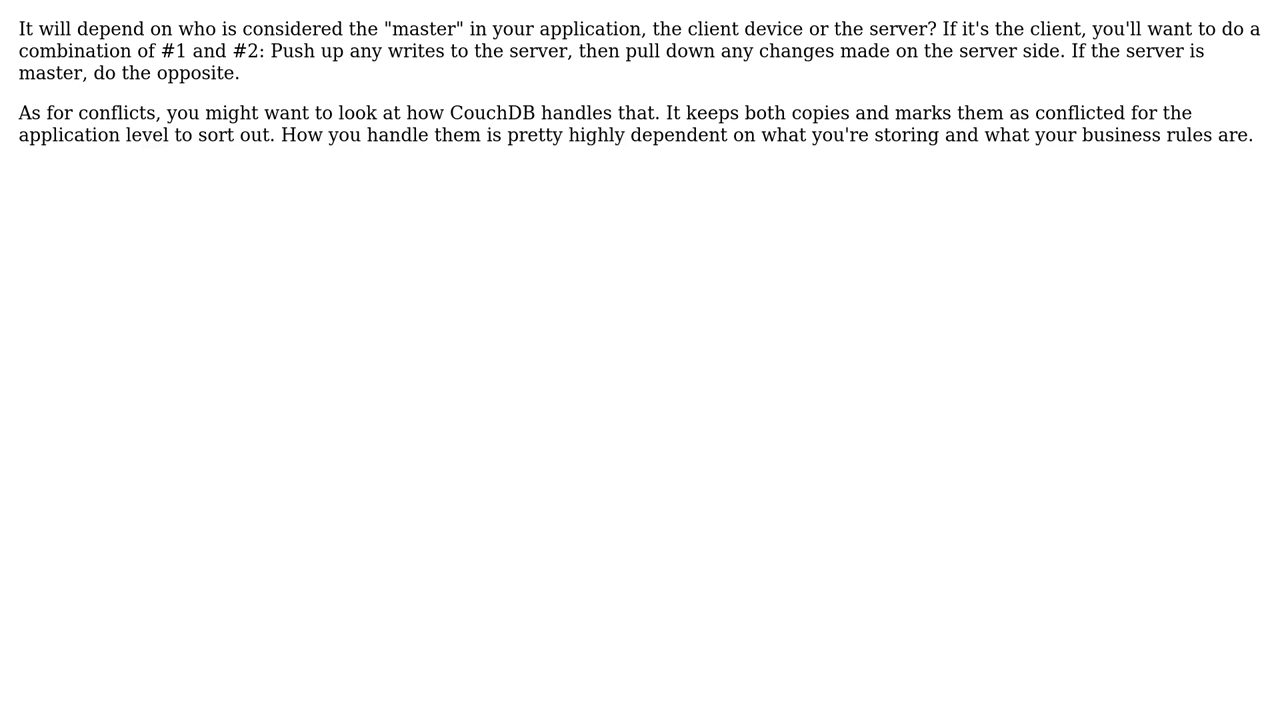 It will depend on who is considered the "master" in your application, the client device or the server? If it's the client, you'll want to do a
combination of #1 and #2: Push up any writes to the server, then pull down any changes made on the server side. If the server is
master, do the opposite.
As for conflicts, you might want to look at how CouchDB handles that. It keeps both copies and marks them as conflicted for the
application level to sort out. How you handle them is pretty highly dependent on what you're storing and what your business rules are.